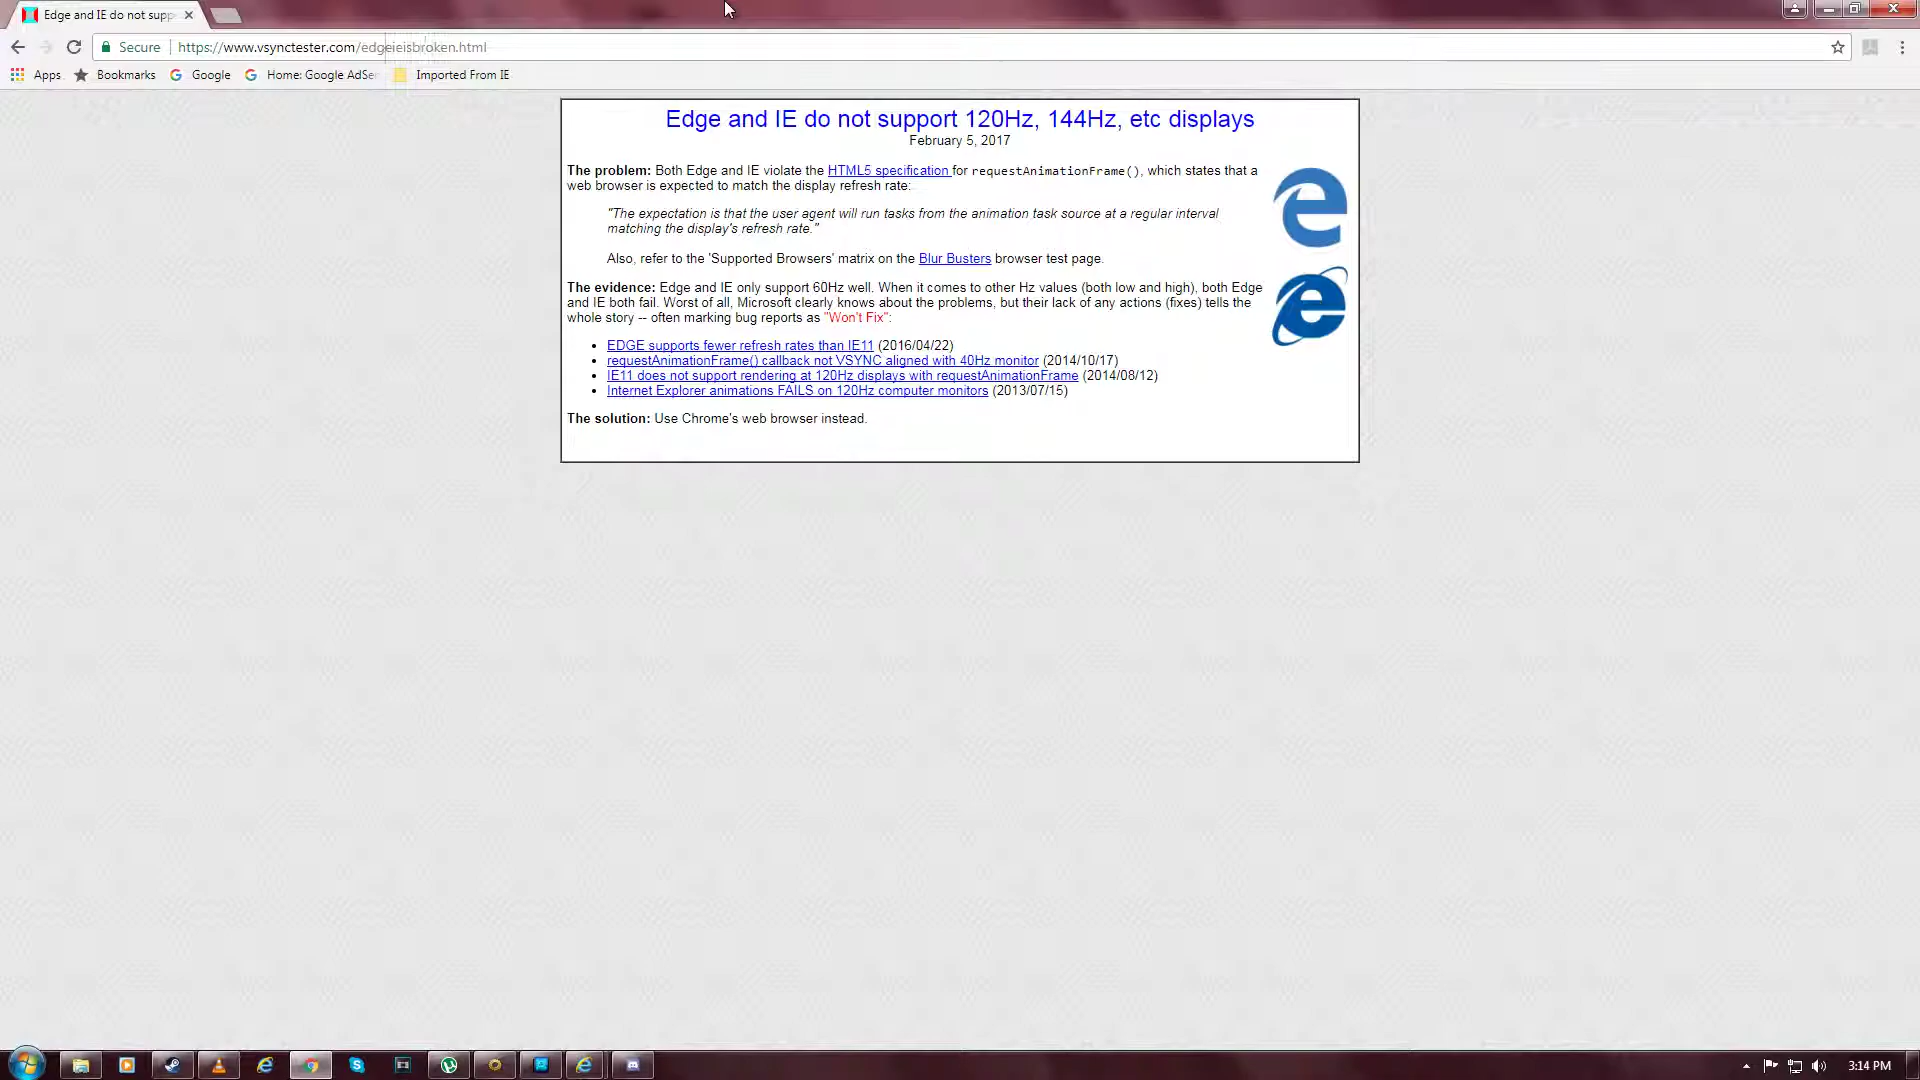 Edge and IE do not supp
Secure
https://www.vsynctester.com/edgeieisbroken.html
Apps
Bookmarks
Google
Home: Google AdSe
Imported From IE
Edge and IE do not support 120Hz, 144Hz, etc displays
February 5, 2017
The problem: Both Edge and IE violate the HTML5 specification for requestAnimationFrame(), which states that a
web browser is expected to match the display refresh rate:
"The expectation is that the user agent will run tasks from the animation task source at a regular interval
matching the display's refresh rate."
Also, refer to the 'Supported Browsers' matrix on the Blur Busters browser test page.
The evidence: Edge and IE only support 60Hz well. When it comes to other Hz values (both low and high), both Edge
and IE both fail. Worst of all, Microsoft clearly knows about the problems, but their lack of any actions (fixes) tells the
whole story -- often marking bug reports as "Won't Fix":
• EDGE supports fewer refresh rates than IE11 (2016/04/22)
• requestAnimationFrame() callback not VSYNC aligned with 40Hz monitor (2014/10/17)
• IE11 does not support rendering at 120Hz displays with requestAnimationFrame (2014/08/12)
• Internet Explorer animations FAILS on 120Hz computer monitors (2013/07/15)
The solution: Use Chrome's web browser instead.
3:14 PM